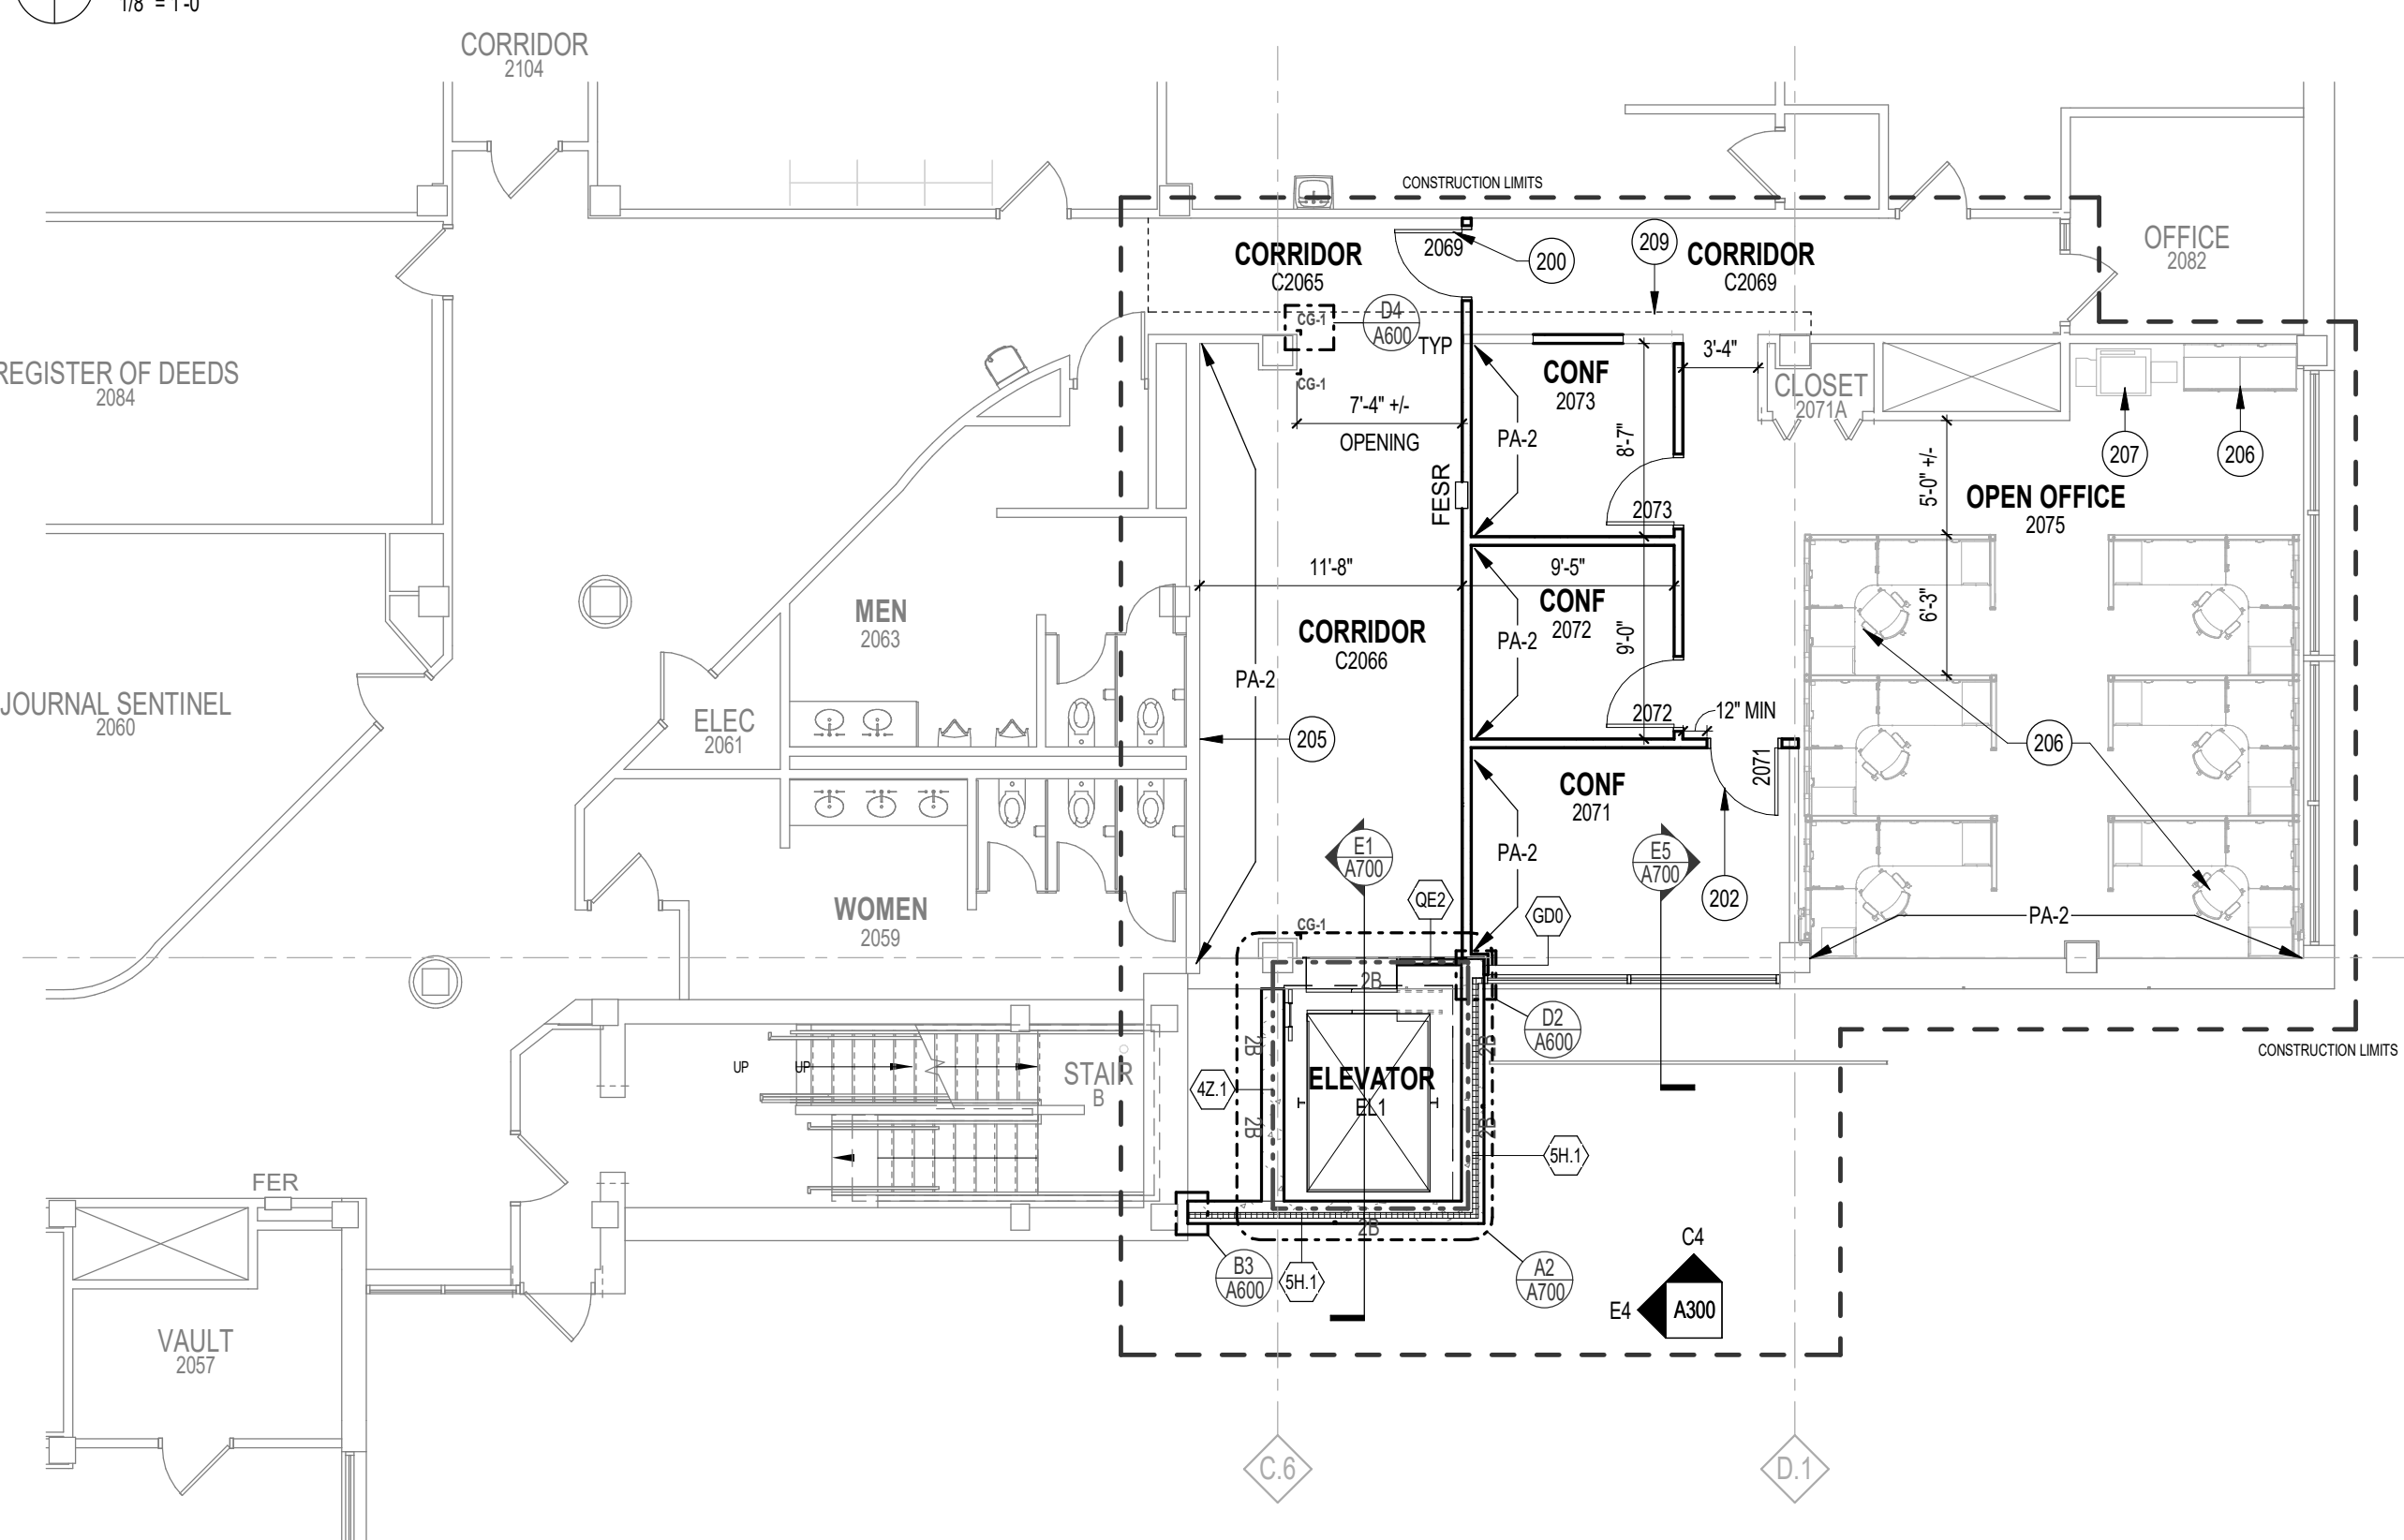 1/8" = 1'-0"
CORRIDOR
2104
CONSTRUCTION LIMITS
CORRIDOR
C2065
2069
200
209
CORRIDOR
C2069
OFFICE
2082
CG-1
D4
A600
TYP
CG-1
REGISTER OF DEEDS
2084
CONF
2073
3'-4"
CLOSET
2071A
7'-4" +/-
OPENING
PA-2
8'-7"
207
206
FESR
2073
5'-0" +/-
OPEN OFFICE
2075
11'-8"
9'-5"
MEN
2063
CONF
2072
6'-3"
CORRIDOR
C2066
PA-2
9'-0"
PA-2
JOURNAL SENTINEL
2060
ELEC
2061
2072
12" MIN
205
206
2071
CONF
2071
E1
A700
PA-2
E5
A700
QE2
GD0
202
WOMEN
2059
CG-1
PA-2
2B
D2
A600
CONSTRUCTION LIMITS
UP
UP
STAIR
B
2B
2B
4Z.1
ELEVATOR
EL1
2B
2B
5H.1
FER
2B
B3
A600
5H.1
A2
A700
C4
E4
A300
VAULT
2057
C.6
D.1